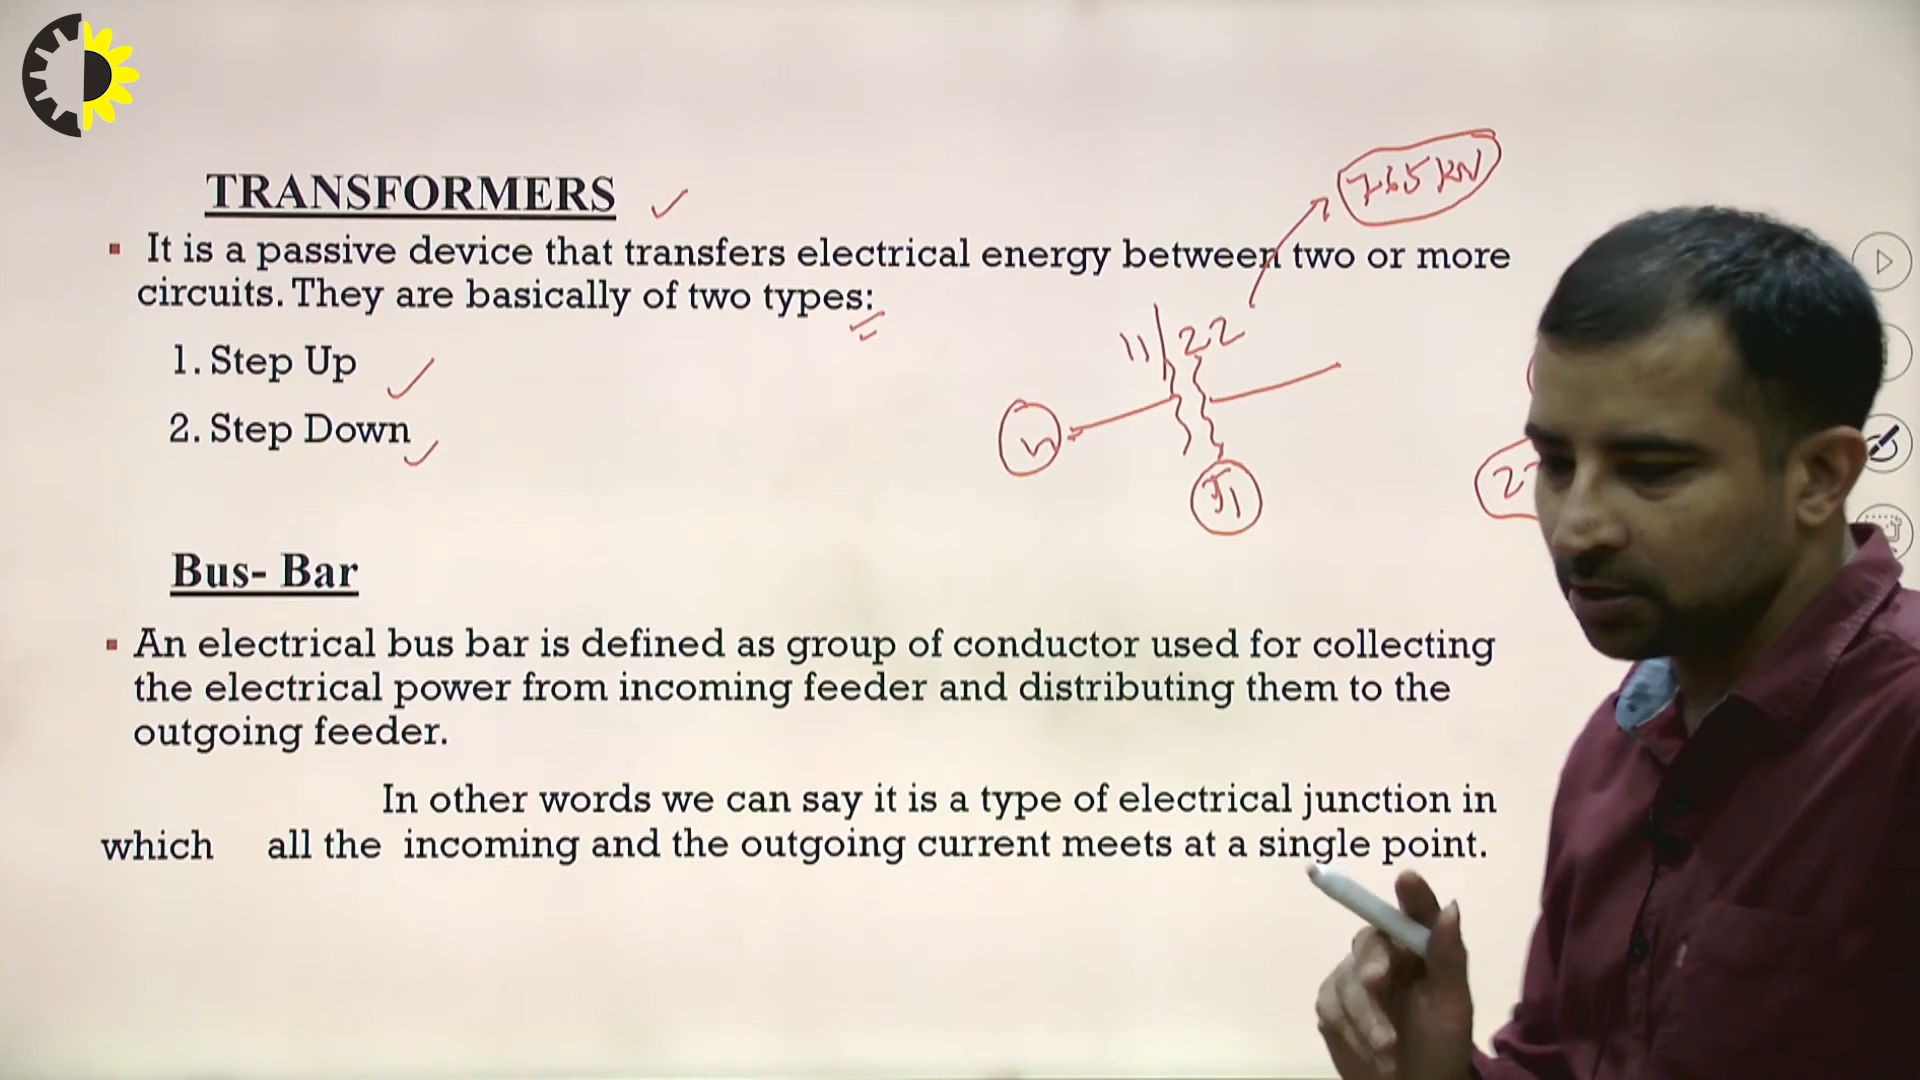 TRANSFORMERS
It is a passive device that transfers electrical energy between two or more
circuits. They are basically of two types:
1. Step Up
2. Step Down
765 KV
11/22
T1
Bus- Bar
An electrical bus bar is defined as group of conductor used for collecting
the electrical power from incoming feeder and distributing them to the
outgoing feeder.
In other words we can say it is a type of electrical junction in
which all the incoming and the outgoing current meets at a single point.